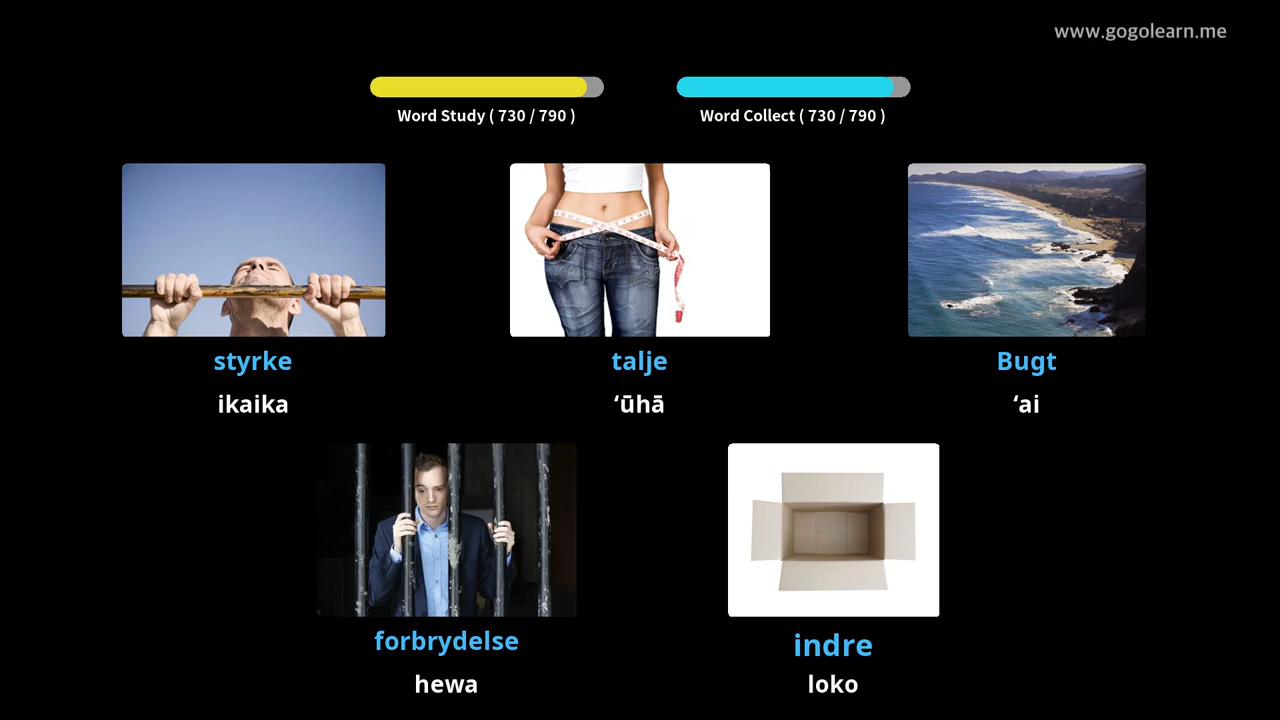 www.gogolearn.me
Word Study ( 730 / 790 )
Word Collect ( 730 / 790 )
styrke
talje
Bugt
ikaika
ʻūhā
ʻai
forbrydelse
indre
hewa
loko